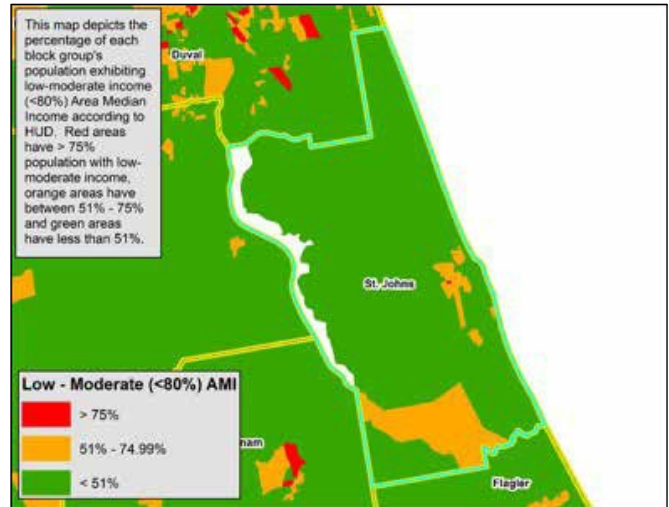 This map depicts the
percentage of each
block group's
population exhibiting
low-moderate income
(<80%) Area Median
Income according to
HUD. Red areas
have > 75%
population with low-
moderate income,
orange areas have
between 51% - 75%
and green areas
have less than 51%.
Duval
St. Johns
Low - Moderate (<80%) AMI
> 75%
51% - 74.99%
< 51%
nam
Flagler